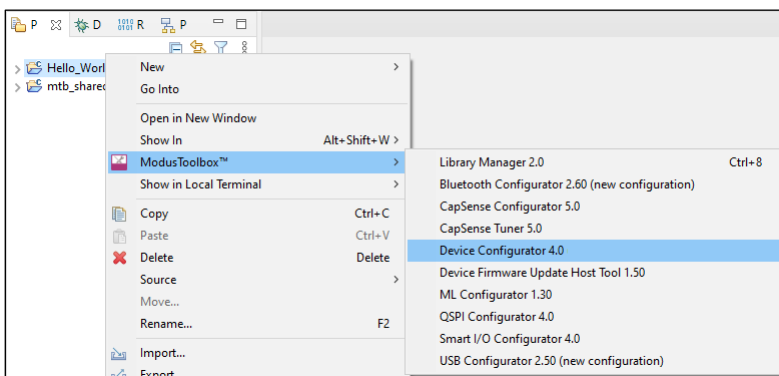 P D 1010 0101 R P
Hello_Worl
mtb_shared
New
Go Into
Open in New Window
Show In Alt+Shift+W
ModusToolbox™
Show in Local Terminal
Copy Ctrl+C
Paste Ctrl+V
Delete Delete
Source
Move...
Rename... F2
Import...
Export
Library Manager 2.0 Ctrl+8
Bluetooth Configurator 2.60 (new configuration)
CapSense Configurator 5.0
CapSense Tuner 5.0
Device Configurator 4.0
Device Firmware Update Host Tool 1.50
ML Configurator 1.30
QSPI Configurator 4.0
Smart I/O Configurator 4.0
USB Configurator 2.50 (new configuration)